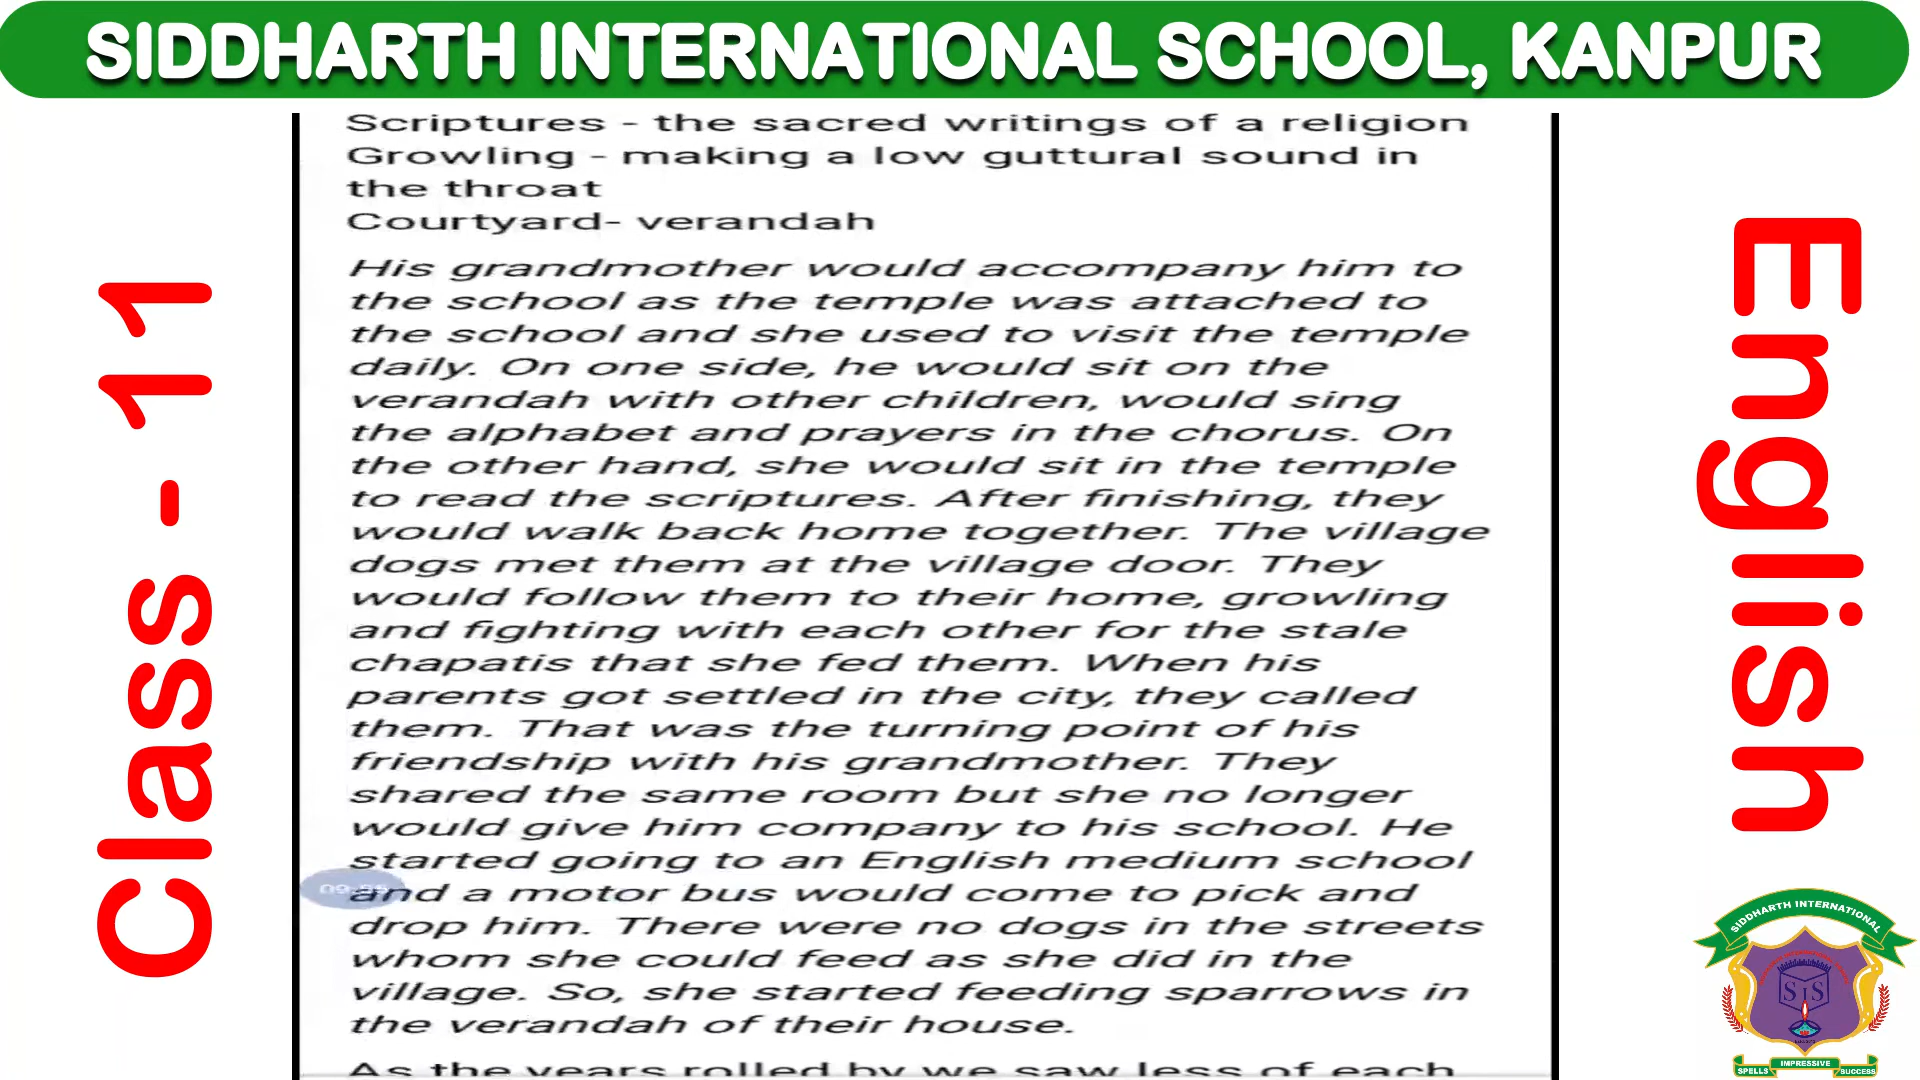 SIDDHARTH INTERNATIONAL SCHOOL, KANPUR
Class - 11
Scriptures - the sacred writings of a religion
Growling - making a low guttural sound in
the throat
Courtyard- verandah
His grandmother would accompany him to
the school as the temple was attached to
the school and she used to visit the temple
daily. On one side, he would sit on the
verandah with other children, would sing
the alphabet and prayers in the chorus. On
the other hand, she would sit in the temple
to read the scriptures. After finishing, they
would walk back home together. The village
dogs met them at the village door. They
would follow them to their home, growling
and fighting with each other for the stale
chapatis that she fed them. When his
parents got settled in the city, they called
them. That was the turning point of his
friendship with his grandmother. They
shared the same room but she no longer
would give him company to his school. He
started going to an English medium school
and a motor bus would come to pick and
drop him. There were no dogs in the streets
whom she could feed as she did in the
village. So, she started feeding sparrows in
the verandah of their house.
As the years rolled by we saw less of each
English
SIDDHARTH INTERNATIONAL
SIS
SPELLS IMPRESSIVE SUCCESS